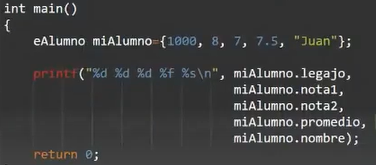 int main()
{
    eAlumno miAlumno={1000, 8, 7, 7.5, "Juan"};
    printf("%d %d %d %f %s\n", miAlumno.legajo,
                               miAlumno.nota1,
                               miAlumno.nota2,
                               miAlumno.promedio,
                               miAlumno.nombre);
    return 0;